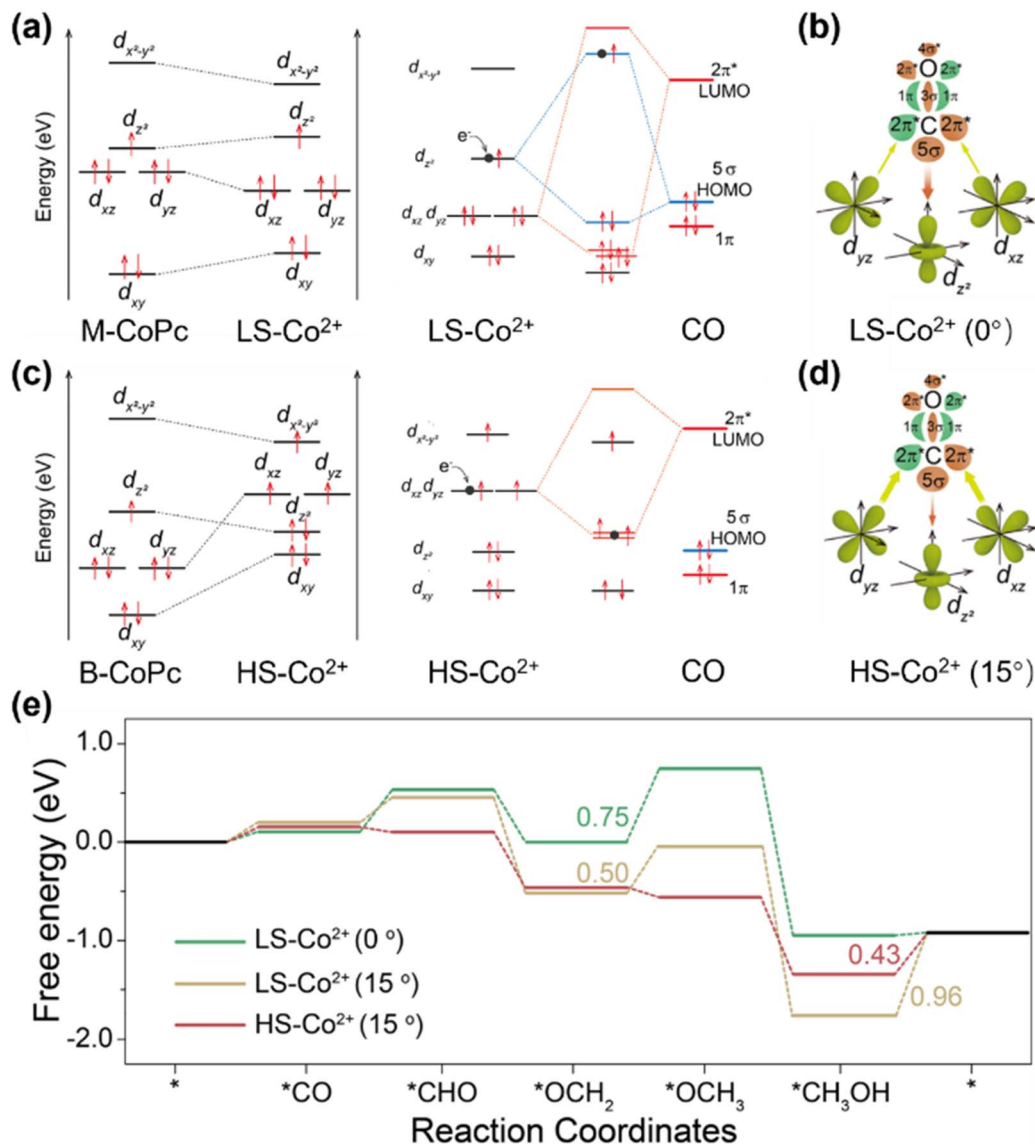 (a)
Energy (eV)
dx²-y²
dz²
dxz dyz
dxy
M-CoPc
dx²-y²
dz²
dxz dyz
dxy
LS-Co²⁺
dx²-y²
e⁻
dz²
dxz dyz
dxy
LS-Co²⁺
2π*
LUMO
5σ
HOMO
1π
CO
(b)
4σ*
2π* O 2π*
1π 3σ 1π
2π* C 2π*
5σ
dyz dz² dxz
LS-Co²⁺ (0°)
(c)
Energy (eV)
dx²-y²
dz²
dxz dyz
dxy
B-CoPc
dx²-y²
dxz dyz
dz²
dxy
HS-Co²⁺
dx²-y²
e⁻
dxz dyz
dz²
dxy
HS-Co²⁺
2π*
LUMO
5σ
HOMO
1π
CO
(d)
4σ*
2π* O 2π*
1π 3σ 1π
2π* C 2π*
5σ
dyz dz² dxz
HS-Co²⁺ (15°)
(e)
Free energy (eV)
1.0
0.0
-1.0
-2.0
0.75
0.50
0.43
0.96
LS-Co²⁺ (0 °)
LS-Co²⁺ (15 °)
HS-Co²⁺ (15 °)
* *CO *CHO *OCH₂ *OCH₃ *CH₃OH *
Reaction Coordinates